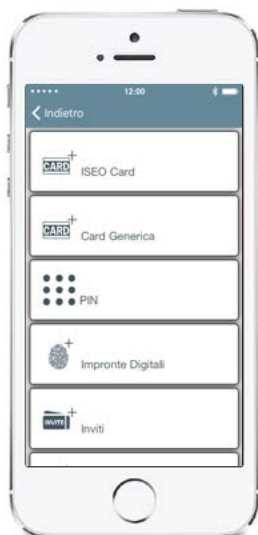 12:00
Indietro
CARD
ISEO Card
CARD
Card Generica
PIN
Impronte Digitali
INVITE
Inviti